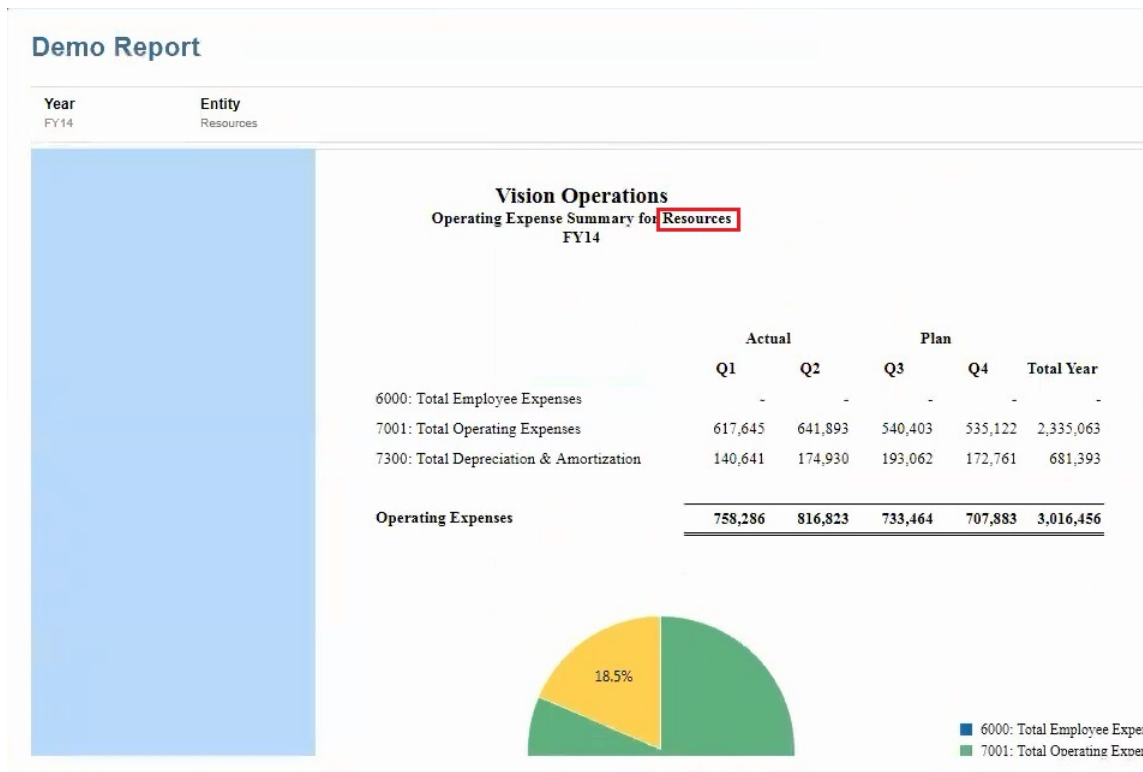 Demo Report
Year Entity
FY14 Resources
Vision Operations
Operating Expense Summary for Resources
FY14
Actual Plan
Q1 Q2 Q3 Q4 Total Year
6000: Total Employee Expenses - - - - -
7001: Total Operating Expenses 617,645 641,893 540,403 535,122 2,335,063
7300: Total Depreciation & Amortization 140,641 174,930 193,062 172,761 681,393
Operating Expenses 758,286 816,823 733,464 707,883 3,016,456
18.5%
6000: Total Employee Expe
7001: Total Operating Expe